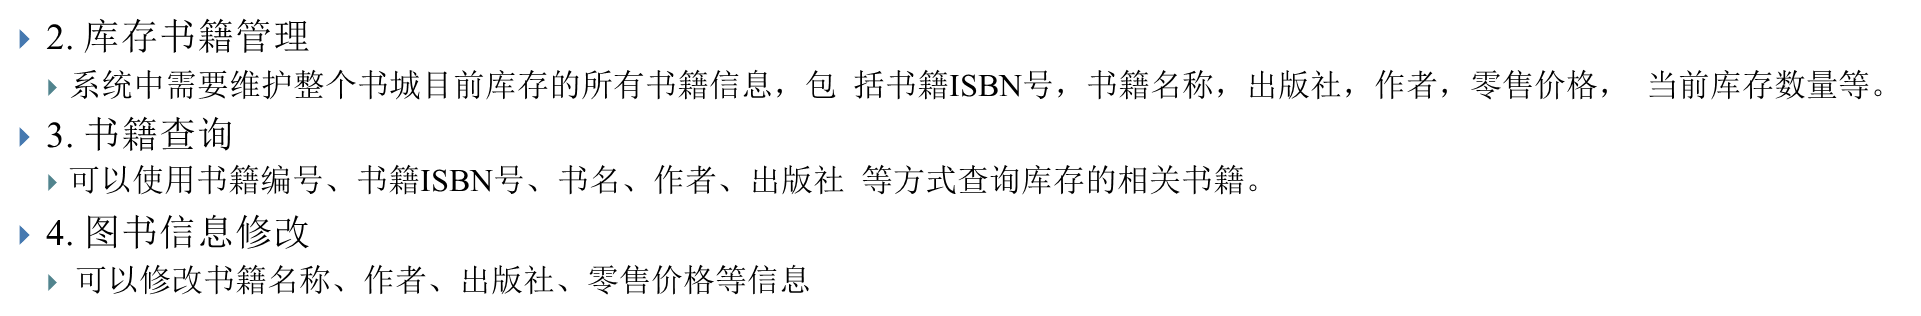 2. 库存书籍管理
系统中需要维护整个书城目前库存的所有书籍信息，包 括书籍ISBN号，书籍名称，出版社，作者，零售价格， 当前库存数量等。
3. 书籍查询
可以使用书籍编号、书籍ISBN号、书名、作者、出版社 等方式查询库存的相关书籍。
4. 图书信息修改
可以修改书籍名称、作者、出版社、零售价格等信息